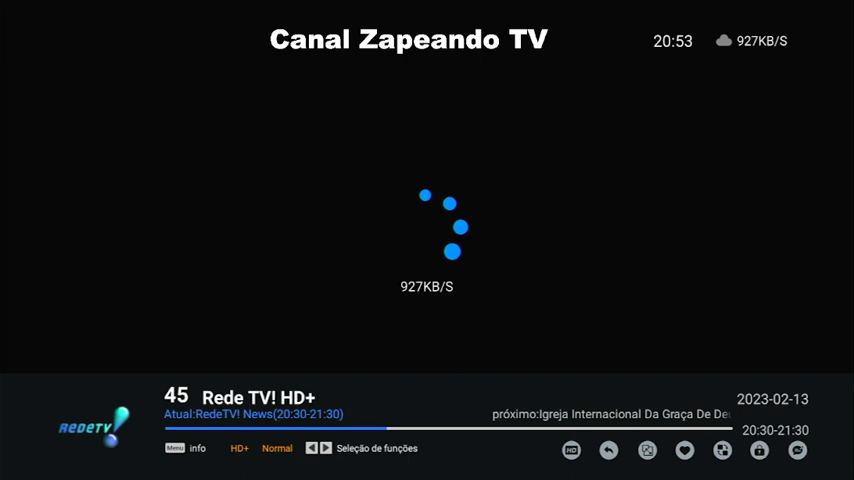 Canal Zapeando TV
20:53 927KB/S
927KB/S
45 Rede TV! HD+
2023-02-13
Atual:RedeTV! News(20:30-21:30)
próximo:Igreja Internacional Da Graça De
20:30-21:30
REDETV!
Menu info HD+ Normal Seleção de funções
HD